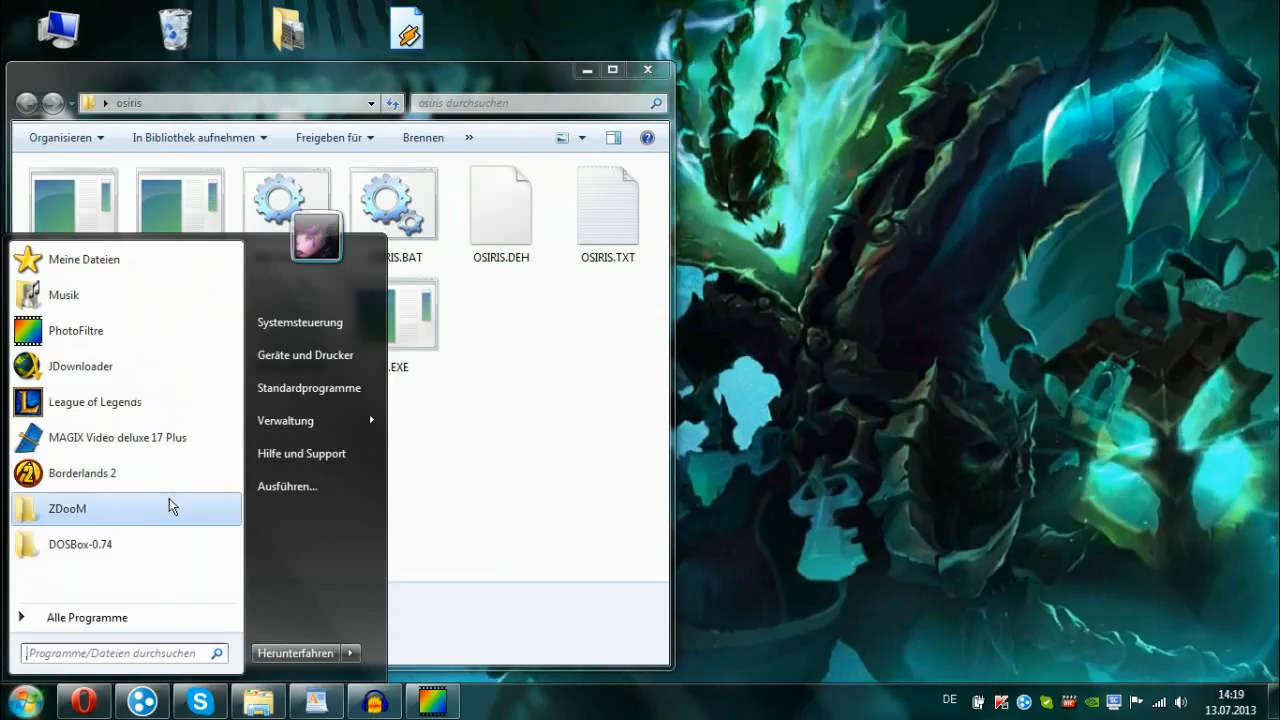 osiris
osiris durchsuchen
Organisieren
In Bibliothek aufnehmen
Freigeben für
Brennen
»
IRIS.BAT
OSIRIS.DEH
OSIRIS.TXT
.EXE
Meine Dateien
Musik
PhotoFiltre
JDownloader
League of Legends
MAGIX Video deluxe 17 Plus
Borderlands 2
ZDooM
DOSBox-0.74
Alle Programme
Programme/Dateien durchsuchen
Systemsteuerung
Geräte und Drucker
Standardprogramme
Verwaltung
Hilfe und Support
Ausführen...
Herunterfahren
DE
14:19
13.07.2013